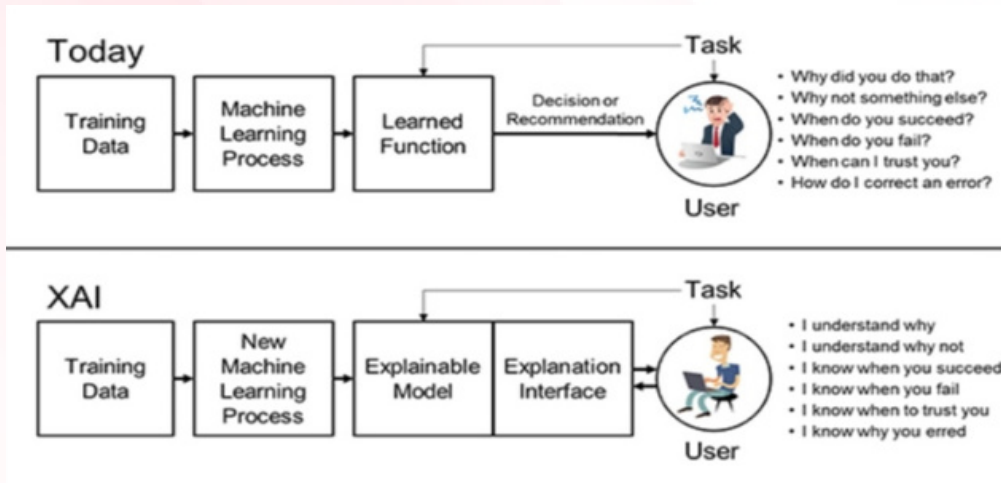 Today
Task
Training
Data
Machine
Learning
Process
Learned
Function
Decision or
Recommendation
User
• Why did you do that?
• Why not something else?
• When do you succeed?
• When do you fail?
• When can I trust you?
• How do I correct an error?
XAI
Task
Training
Data
New
Machine
Learning
Process
Explainable
Model
Explanation
Interface
User
• I understand why
• I understand why not
• I know when you succeed
• I know when you fail
• I know when to trust you
• I know why you erred